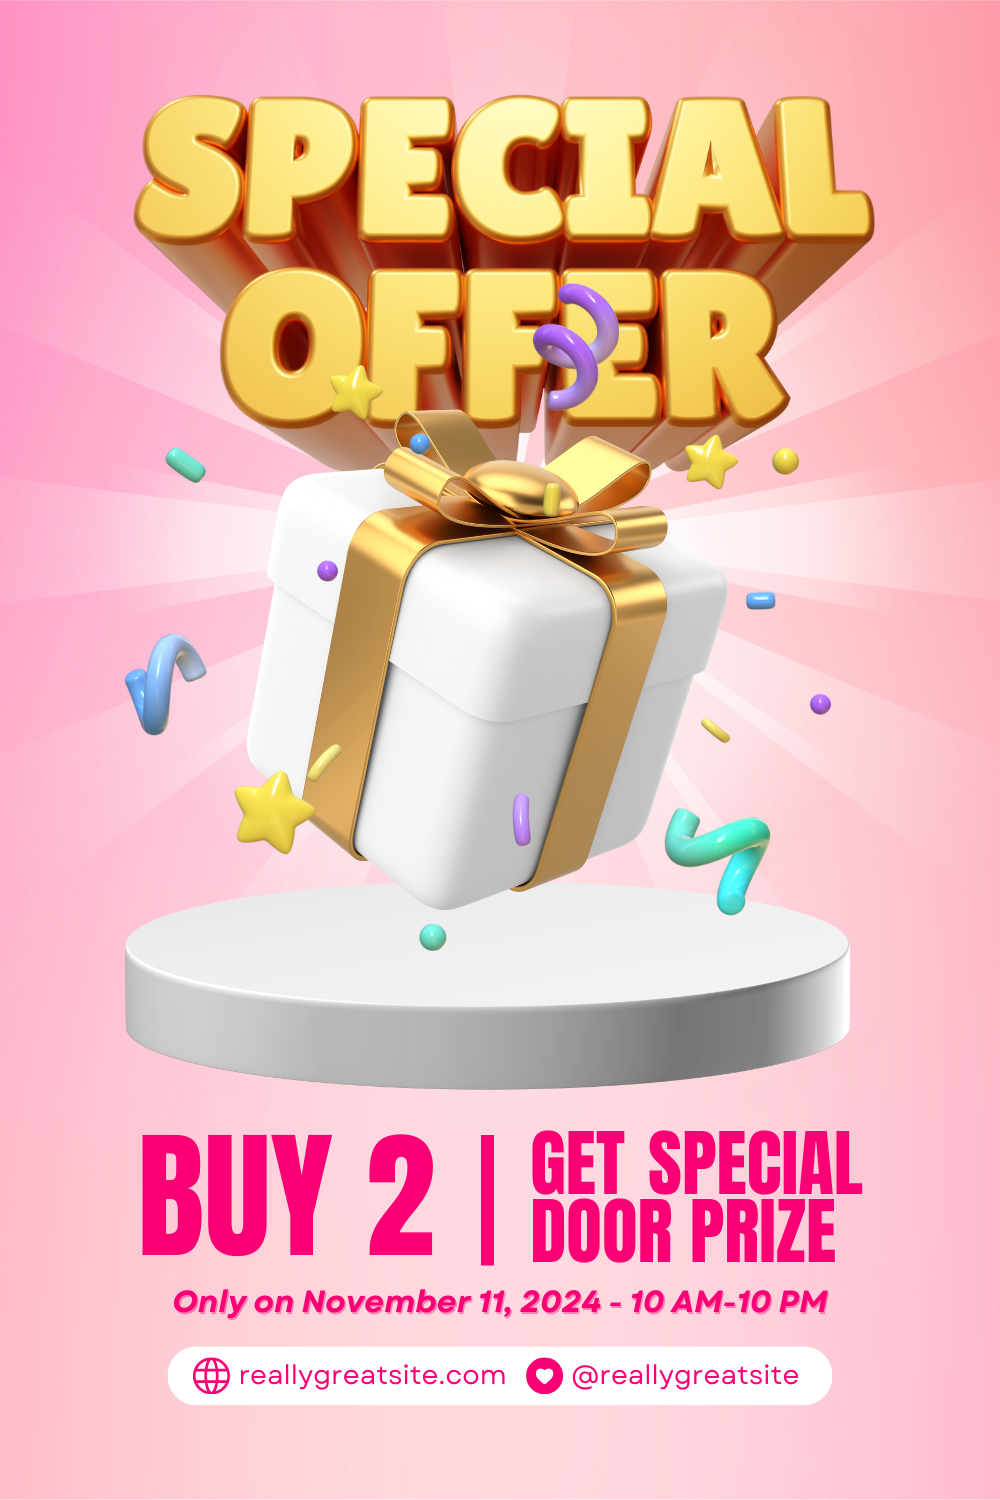 SPECIAL
OFFER
BUY 2
GET SPECIAL
DOOR PRIZE
Only on November 11, 2024 - 10 AM-10 PM
reallygreatsite.com @reallygreatsite